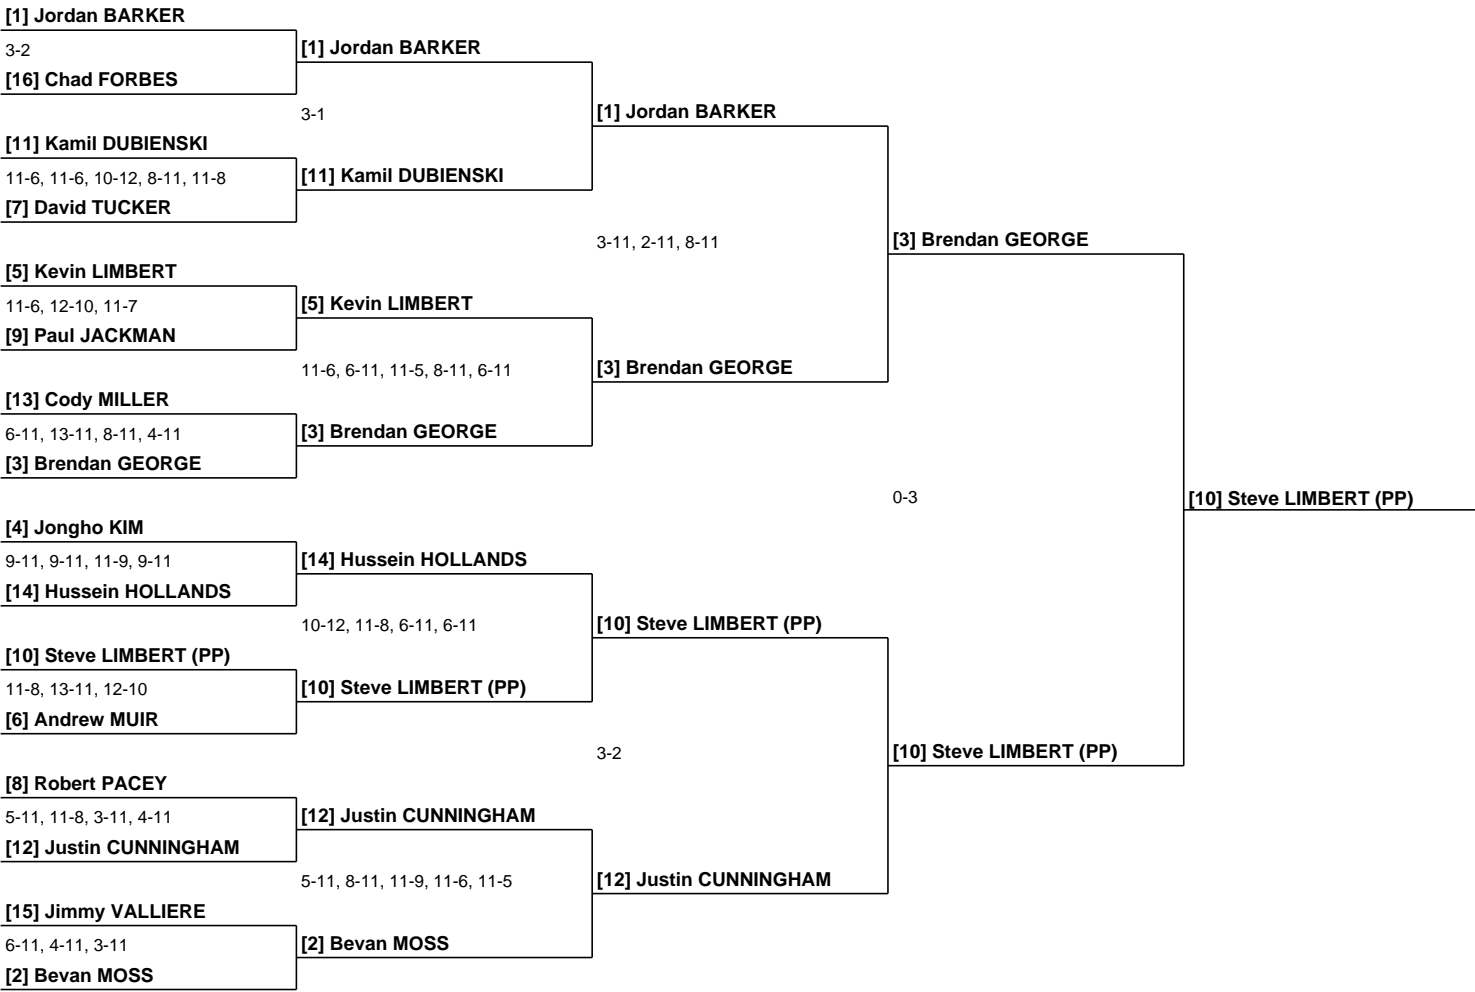 [1] Jordan BARKER
3-2
[16] Chad FORBES
[11] Kamil DUBIENSKI
11-6, 11-6, 10-12, 8-11, 11-8
[7] David TUCKER
[5] Kevin LIMBERT
11-6, 12-10, 11-7
[9] Paul JACKMAN
[13] Cody MILLER
6-11, 13-11, 8-11, 4-11
[3] Brendan GEORGE
[4] Jongho KIM
9-11, 9-11, 11-9, 9-11
[14] Hussein HOLLANDS
[10] Steve LIMBERT (PP)
11-8, 13-11, 12-10
[6] Andrew MUIR
[8] Robert PACEY
5-11, 11-8, 3-11, 4-11
[12] Justin CUNNINGHAM
[15] Jimmy VALLIERE
6-11, 4-11, 3-11
[2] Bevan MOSS
[1] Jordan BARKER
3-1
[11] Kamil DUBIENSKI
[5] Kevin LIMBERT
11-6, 6-11, 11-5, 8-11, 6-11
[3] Brendan GEORGE
[14] Hussein HOLLANDS
10-12, 11-8, 6-11, 6-11
[10] Steve LIMBERT (PP)
[12] Justin CUNNINGHAM
5-11, 8-11, 11-9, 11-6, 11-5
[2] Bevan MOSS
[1] Jordan BARKER
3-11, 2-11, 8-11
[3] Brendan GEORGE
[10] Steve LIMBERT (PP)
3-2
[12] Justin CUNNINGHAM
[3] Brendan GEORGE
0-3
[10] Steve LIMBERT (PP)
[10] Steve LIMBERT (PP)